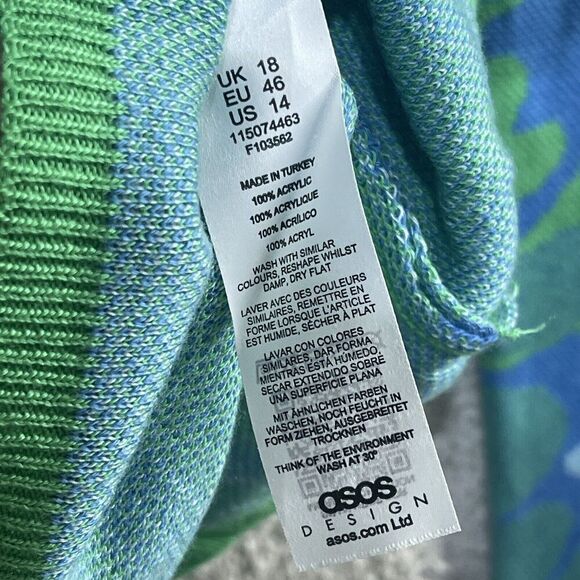 UK 18
EU 46
US 14
115074463
F103562
MADE IN TURKEY
100% ACRYLIC
100% ACRYLIQUE
100% ACRÍLICO
100% ACRYL
WASH WITH SIMILAR
COLOURS, RESHAPE WHILST
DAMP, DRY FLAT
LAVER AVEC DES COULEURS
SIMILAIRES, REMETTRE EN
FORME LORSQUE L'ARTICLE
EST HUMIDE, SÉCHER À PLAT
LAVAR CON COLORES
SIMILARES, DAR FORMA
MIENTRAS ESTÁ HÚMEDO,
SECAR EXTENDIDO SOBRE
UNA SUPERFICIE PLANA
MIT ÄHNLICHEN FARBEN
WASCHEN, NOCH FEUCHT IN
FORM ZIEHEN, AUSGEBREITET
TROCKNEN
THINK OF THE ENVIRONMENT
WASH AT 30°
asos
DESIGN
asos.com Ltd